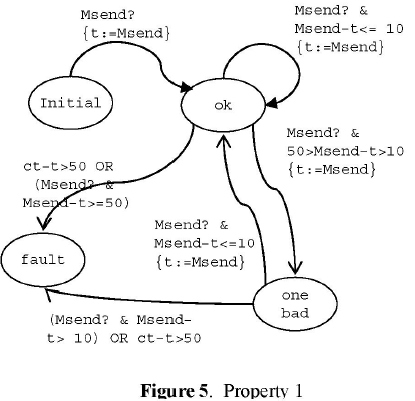 Msend?
{t:=Msend}
Msend? &
Msend-t<= 10
{t:=Msend}
Initial
ok
Msend? &
50>Msend-t>10
{t:=Msend}
ct-t>50 OR
(Msend? &
Msend-t>=50)
Msend? &
Msend-t<=10
{t:=Msend}
fault
one
bad
(Msend? & Msend-
t> 10) OR ct-t>50
Figure 5. Property 1